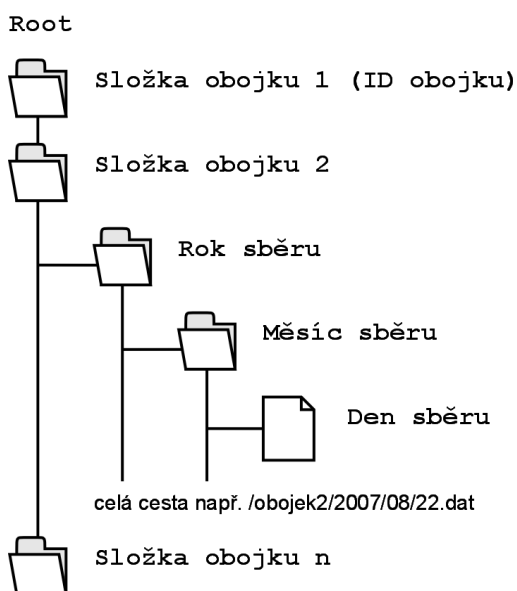 Root
Složka obojku 1 (ID obojku)
Složka obojku 2
Rok sběru
Měsíc sběru
Den sběru
celá cesta např. /obojek2/2007/08/22.dat
Složka obojku n